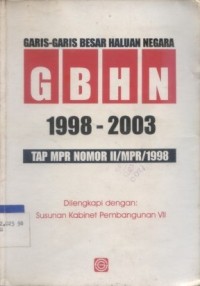 GARIS-GARIS BESAR HALUAN NEGARA
GBHN
1998 - 2003
TAP MPR NOMOR II/MPR/1998
Dilengkapi dengan:
Susunan Kabinet Pembangunan VII